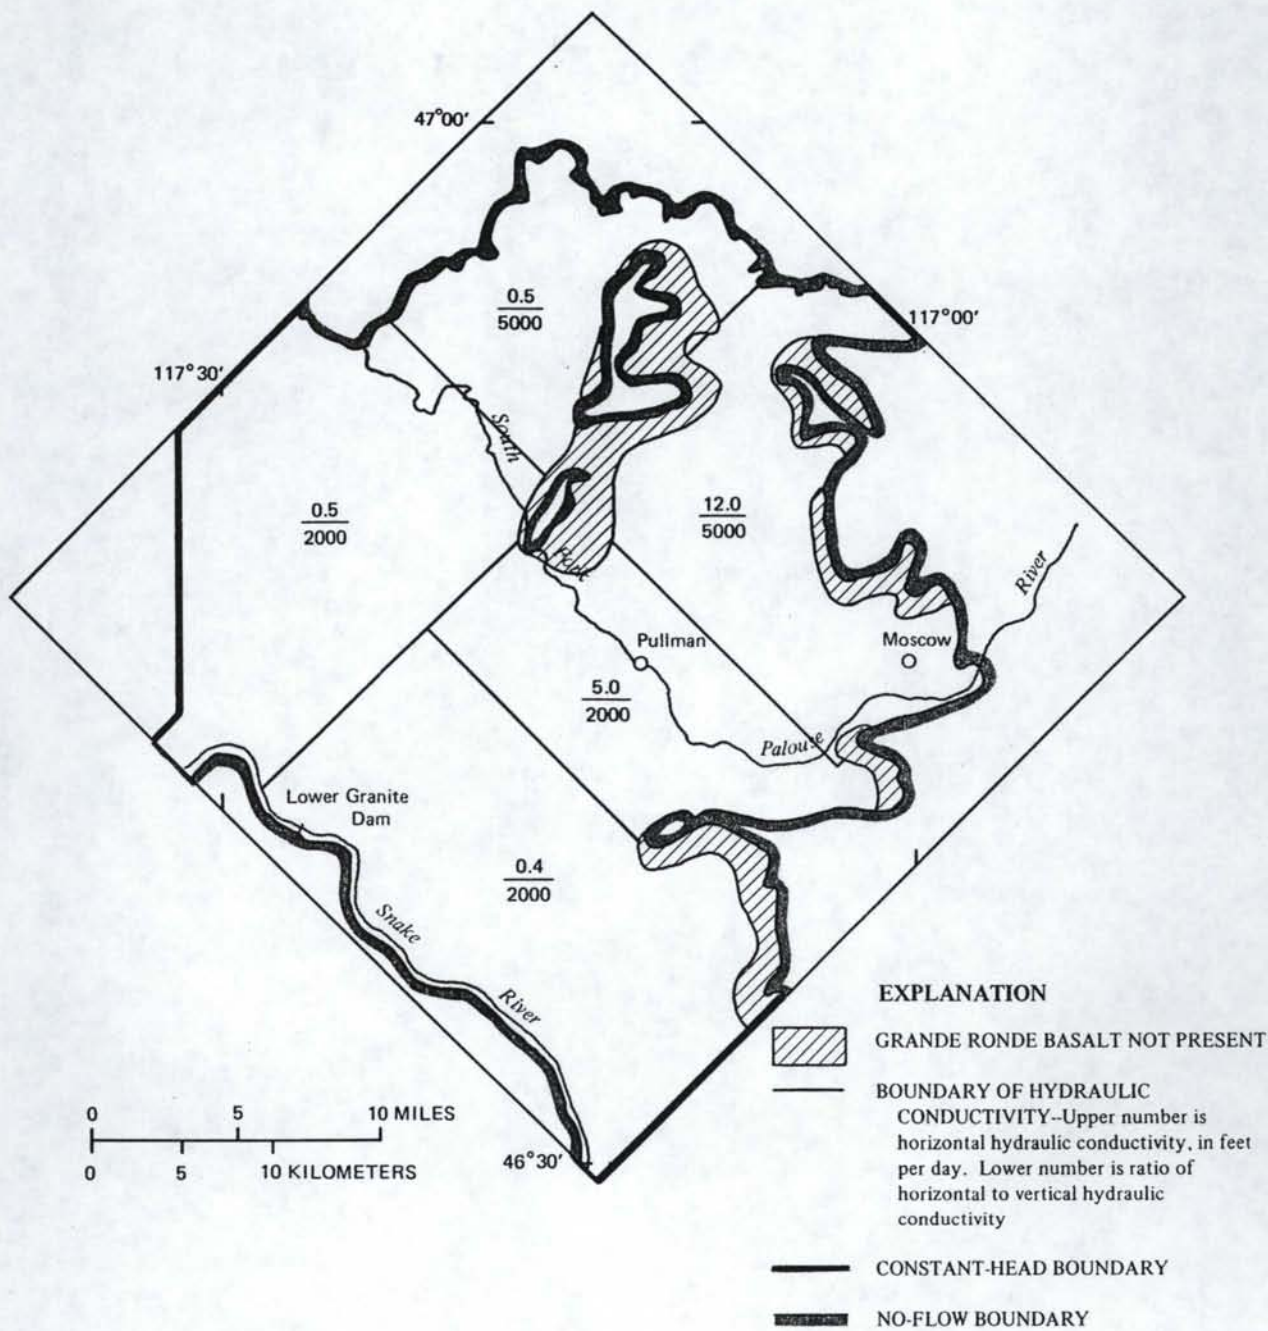 47°00'
117°00'
117°30'
0.5
5000
South
0.5
2000
12.0
5000
Fork
River
Pullman
Moscow
5.0
2000
Palouse
Lower Granite
Dam
0.4
2000
Snake
River
46°30'
0 5 10 MILES
0 5 10 KILOMETERS
EXPLANATION
GRANDE RONDE BASALT NOT PRESENT
BOUNDARY OF HYDRAULIC
CONDUCTIVITY--Upper number is
horizontal hydraulic conductivity, in feet
per day. Lower number is ratio of
horizontal to vertical hydraulic
conductivity
CONSTANT-HEAD BOUNDARY
NO-FLOW BOUNDARY